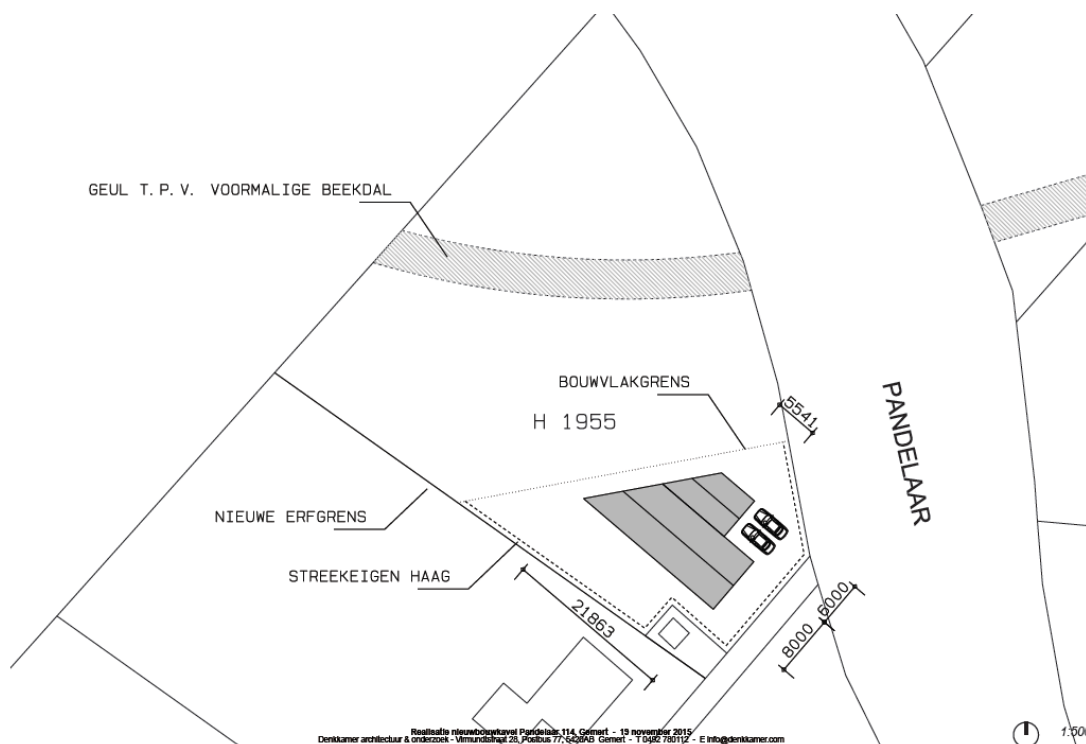 GEUL T.P.V. VOORMALIGE BEEKDAL
BOUWVLAKGRENS
5541
H 1955
PANDELAAR
NIEUWE ERFGRENS
STREEKEIGEN HAAG
21863
6000
8000
Realisatie nieuwbouwkavel Pandelaar 114, Gemert - 13 november 2015
Denkkamer architectuur & onderzoek - Virmundtstraat 28, Postbus 77, 5420AB Gemert - T 0492 780112 - E info@denkkamer.com
1:500